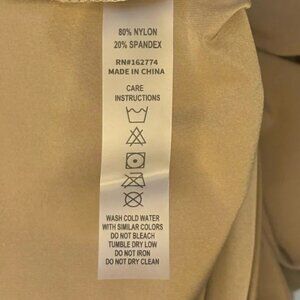 80% NYLON
20% SPANDEX
RN#162774
MADE IN CHINA
CARE
INSTRUCTIONS
WASH COLD WATER
WITH SIMILAR COLORS
DO NOT BLEACH
TUMBLE DRY LOW
DO NOT IRON
DO NOT DRY CLEAN